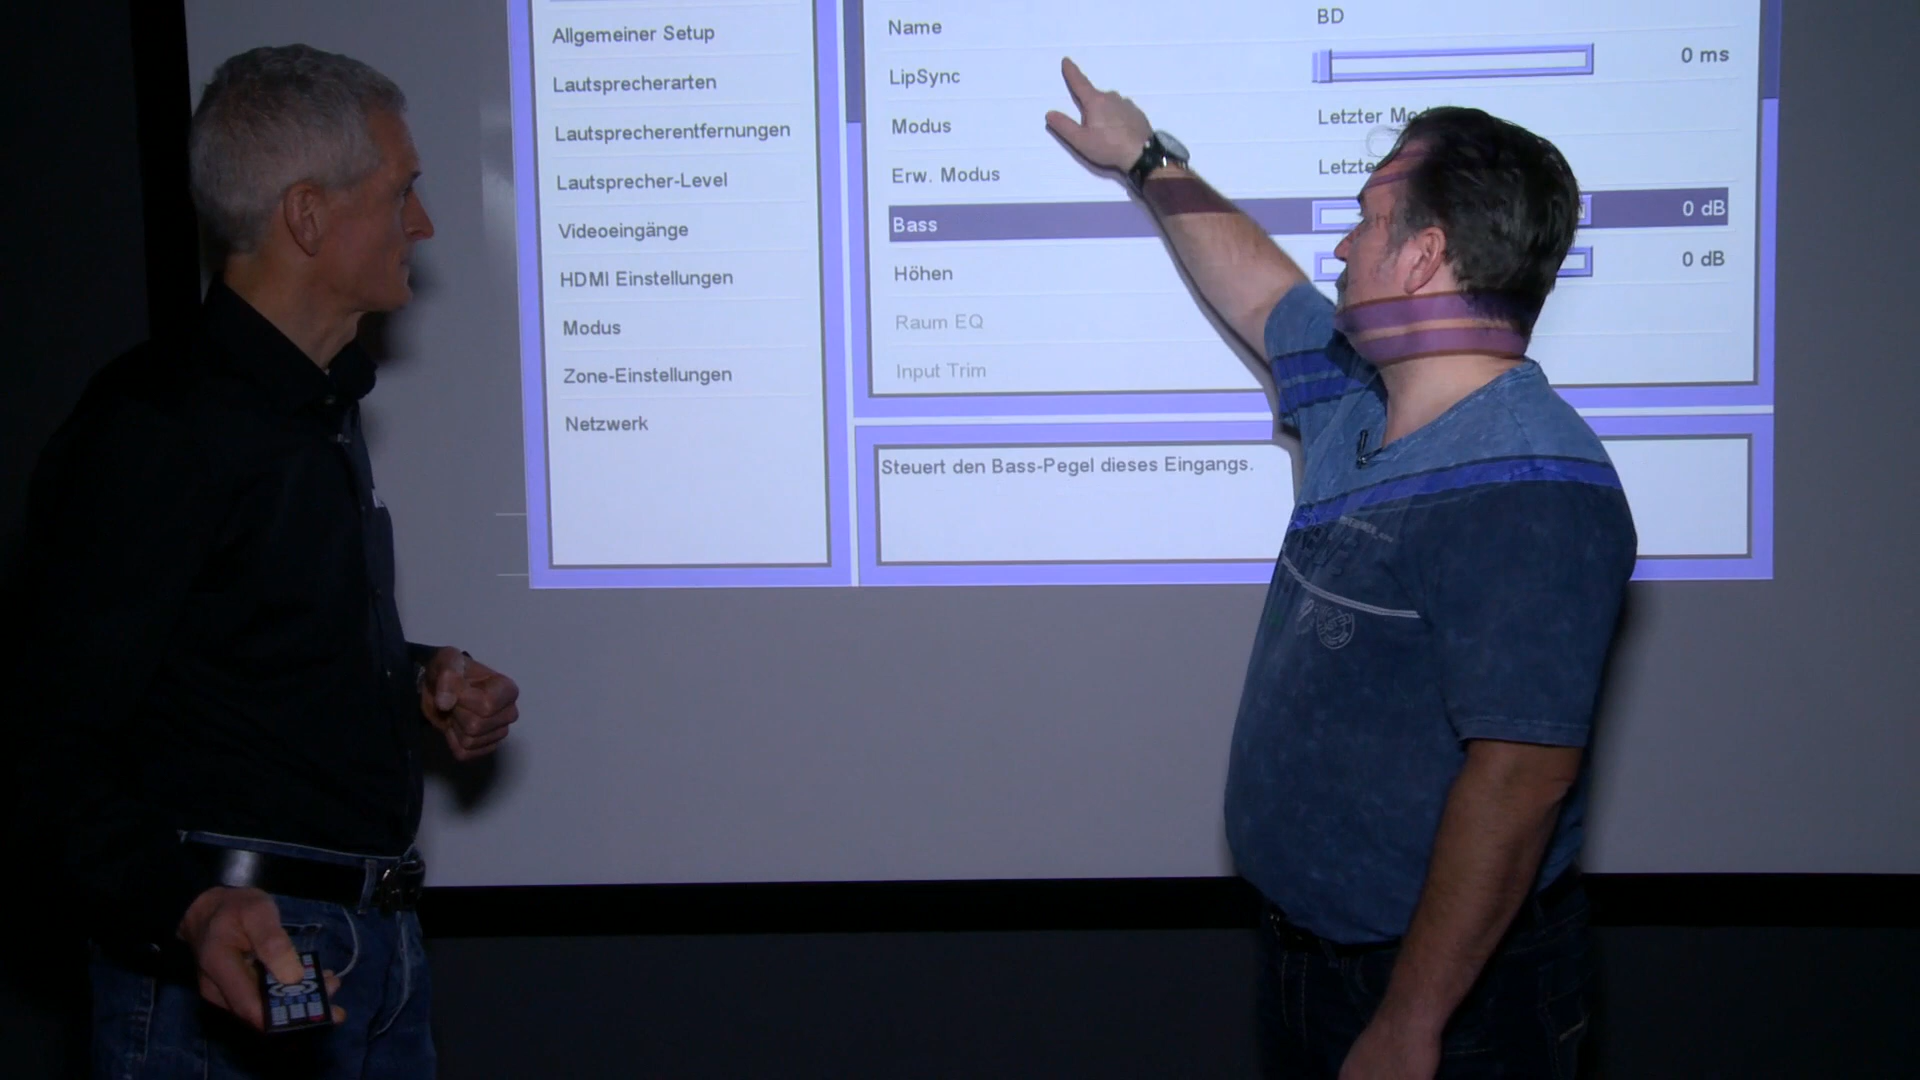 Allgemeiner Setup
Lautsprecherarten
Lautsprecherentfernungen
Lautsprecher-Level
Videoeingänge
HDMI Einstellungen
Modus
Zone-Einstellungen
Netzwerk
Name BD
LipSync 0 ms
Modus Letzter
Erw. Modus
Bass 0 dB
Höhen 0 dB
Raum EQ
Input Trim
Steuert den Bass-Pegel dieses Eingangs.